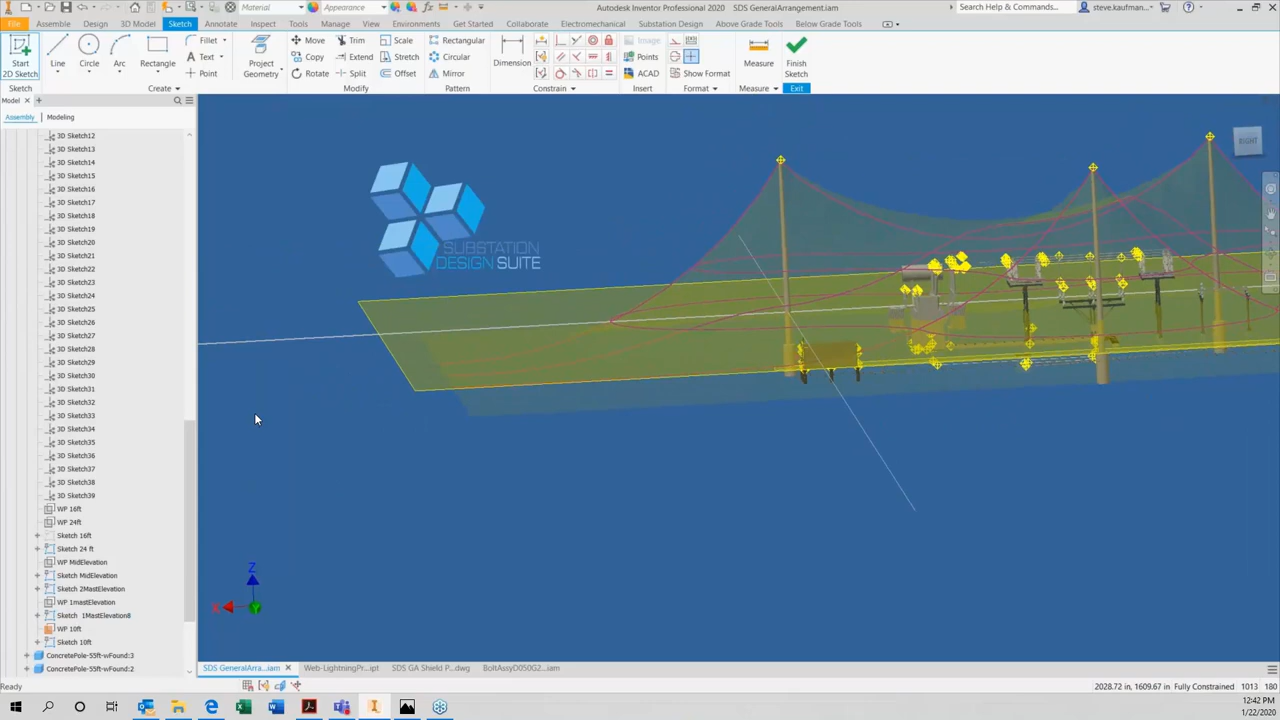 Material
Appearance
Autodesk Inventor Professional 2020   SDS GeneralArrangement.iam
Search Help & Commands...
steve.kaufman...
File
Assemble
Design
3D Model
Sketch
Annotate
Inspect
Tools
Manage
View
Environments
Get Started
Collaborate
Electromechanical
Substation Design
Above Grade Tools
Below Grade Tools
Start
2D Sketch
Line
Circle
Arc
Rectangle
Fillet
Text
Point
Project
Geometry
Move
Copy
Rotate
Trim
Extend
Split
Scale
Stretch
Offset
Rectangular
Circular
Mirror
Dimension
Image
Points
ACAD
Show Format
Measure
Finish
Sketch
Sketch
Create
Modify
Pattern
Constrain
Insert
Format
Measure
Exit
Model
Assembly
Modeling
3D Sketch12
3D Sketch13
3D Sketch14
3D Sketch15
3D Sketch16
3D Sketch17
3D Sketch18
3D Sketch19
3D Sketch20
3D Sketch21
3D Sketch22
3D Sketch23
3D Sketch24
3D Sketch25
3D Sketch26
3D Sketch27
3D Sketch28
3D Sketch29
3D Sketch30
3D Sketch31
3D Sketch32
3D Sketch33
3D Sketch34
3D Sketch35
3D Sketch36
3D Sketch37
3D Sketch38
3D Sketch39
WP 16ft
WP 24ft
Sketch 16ft
Sketch 24 ft
WP MidElevation
Sketch MidElevation
Sketch 2MastElevation
WP 1mastElevation
Sketch 1MastElevation8
WP 10ft
Sketch 10ft
ConcretePole-55ft-wFound:3
ConcretePole-55ft-wFound:2
SUBSTATION
DESIGN SUITE
RIGHT
Z
X
Y
SDS GeneralArra...iam
Web-LightningPr...ipt
SDS GA Shield P...dwg
BoltAssyD050G2...iam
Ready
2028.72 in, 1609.67 in Fully Constrained 1013 180
12:42 PM
1/22/2020